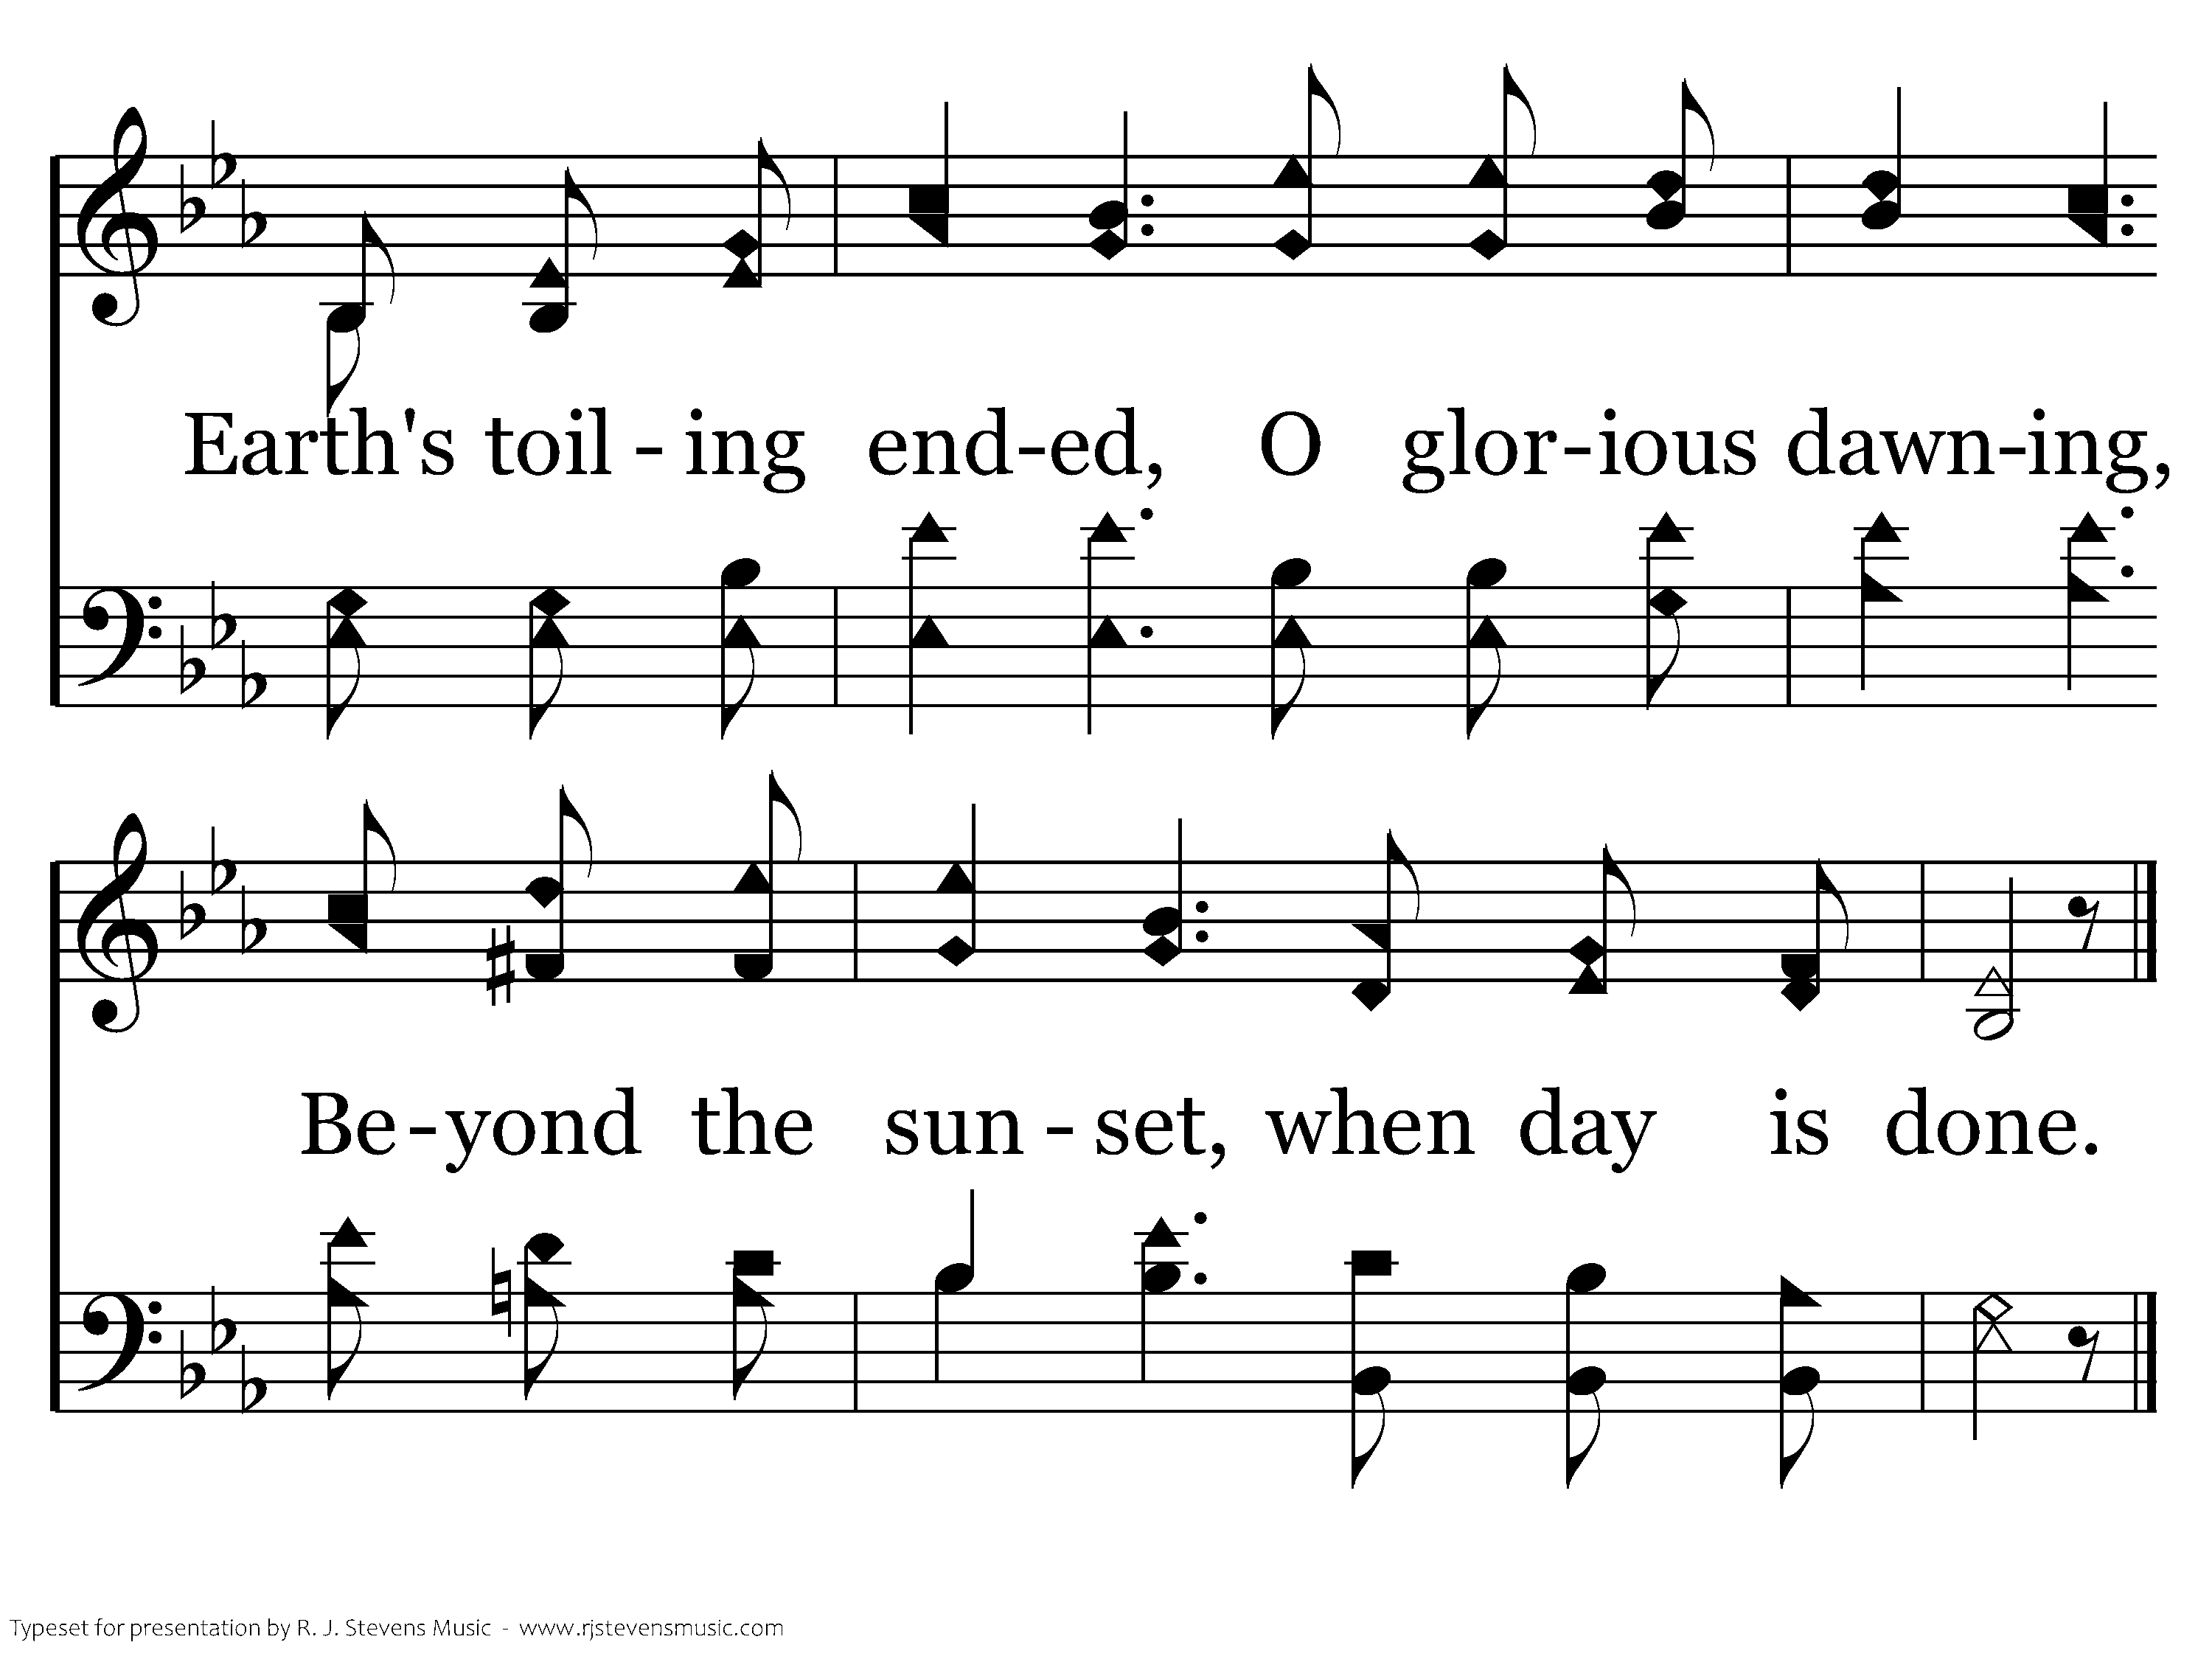 Earth's toil - ing end-ed, O glor-ious dawn-ing,
Be-yond the sun - set, when day is done.
Typeset for presentation by R. J. Stevens Music - www.rjstevensmusic.com